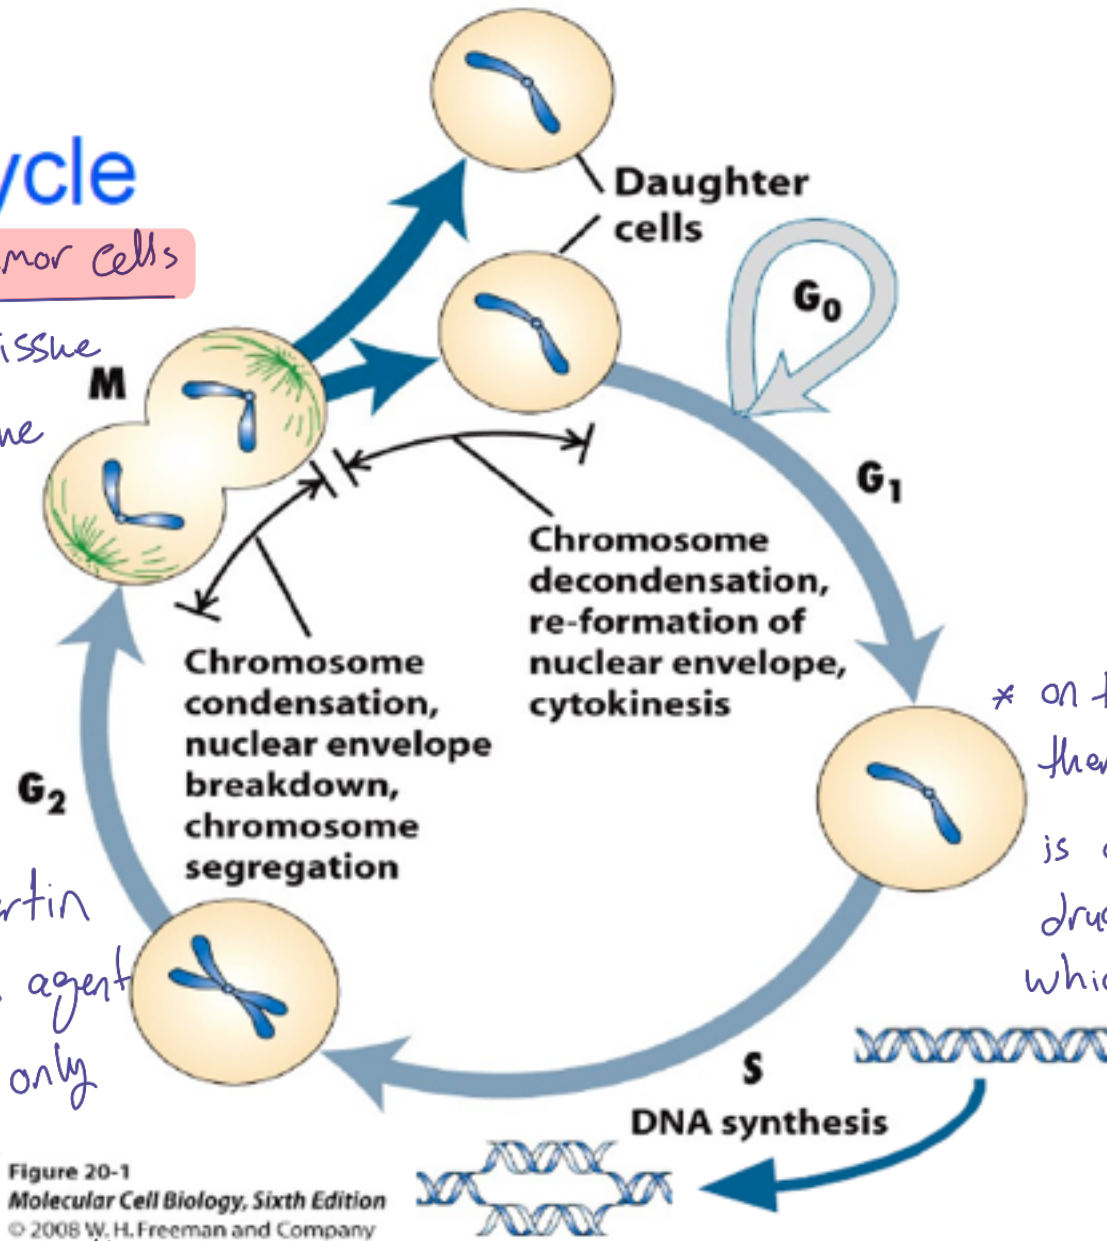 ycle
mor cells
issue
ne
Daughter
cells
G₀
M
G₁
Chromosome
decondensation,
re-formation of
nuclear envelope,
cytokinesis
Chromosome
condensation,
nuclear envelope
breakdown,
chromosome
segregation
G₂
* on t
ther
is
dru
whic
rtin
agent
only
S
DNA synthesis
Figure 20-1
Molecular Cell Biology, Sixth Edition
© 2008 W. H. Freeman and Company